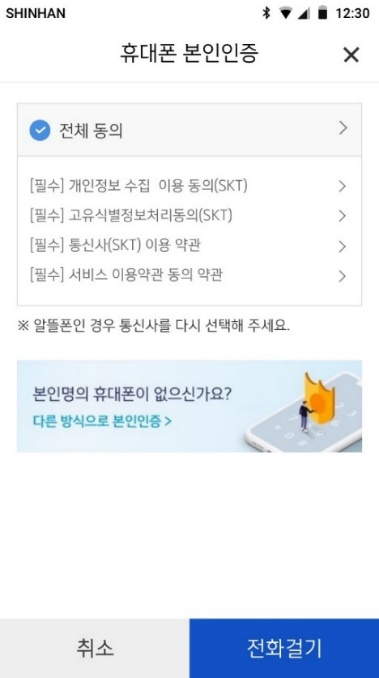 SHINHAN 12:30
휴대폰 본인인증
전체 동의
[필수] 개인정보 수집 이용 동의(SKT)
[필수] 고유식별정보처리동의(SKT)
[필수] 통신사(SKT) 이용 약관
[필수] 서비스 이용약관 동의 약관
※ 알뜰폰인 경우 통신사를 다시 선택해 주세요.
본인명의 휴대폰이 없으신가요?
다른 방식으로 본인인증 >
취소 전화걸기